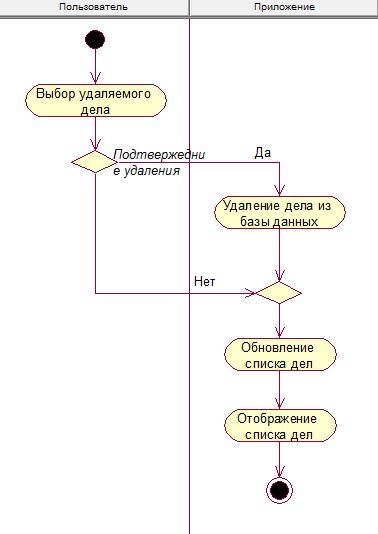 Пользователь
Приложение
Выбор удаляемого
дела
Подтвержедни
е удаления
Да
Удаление дела из
базы данных
Нет
Обновление
списка дел
Отображение
списка дел